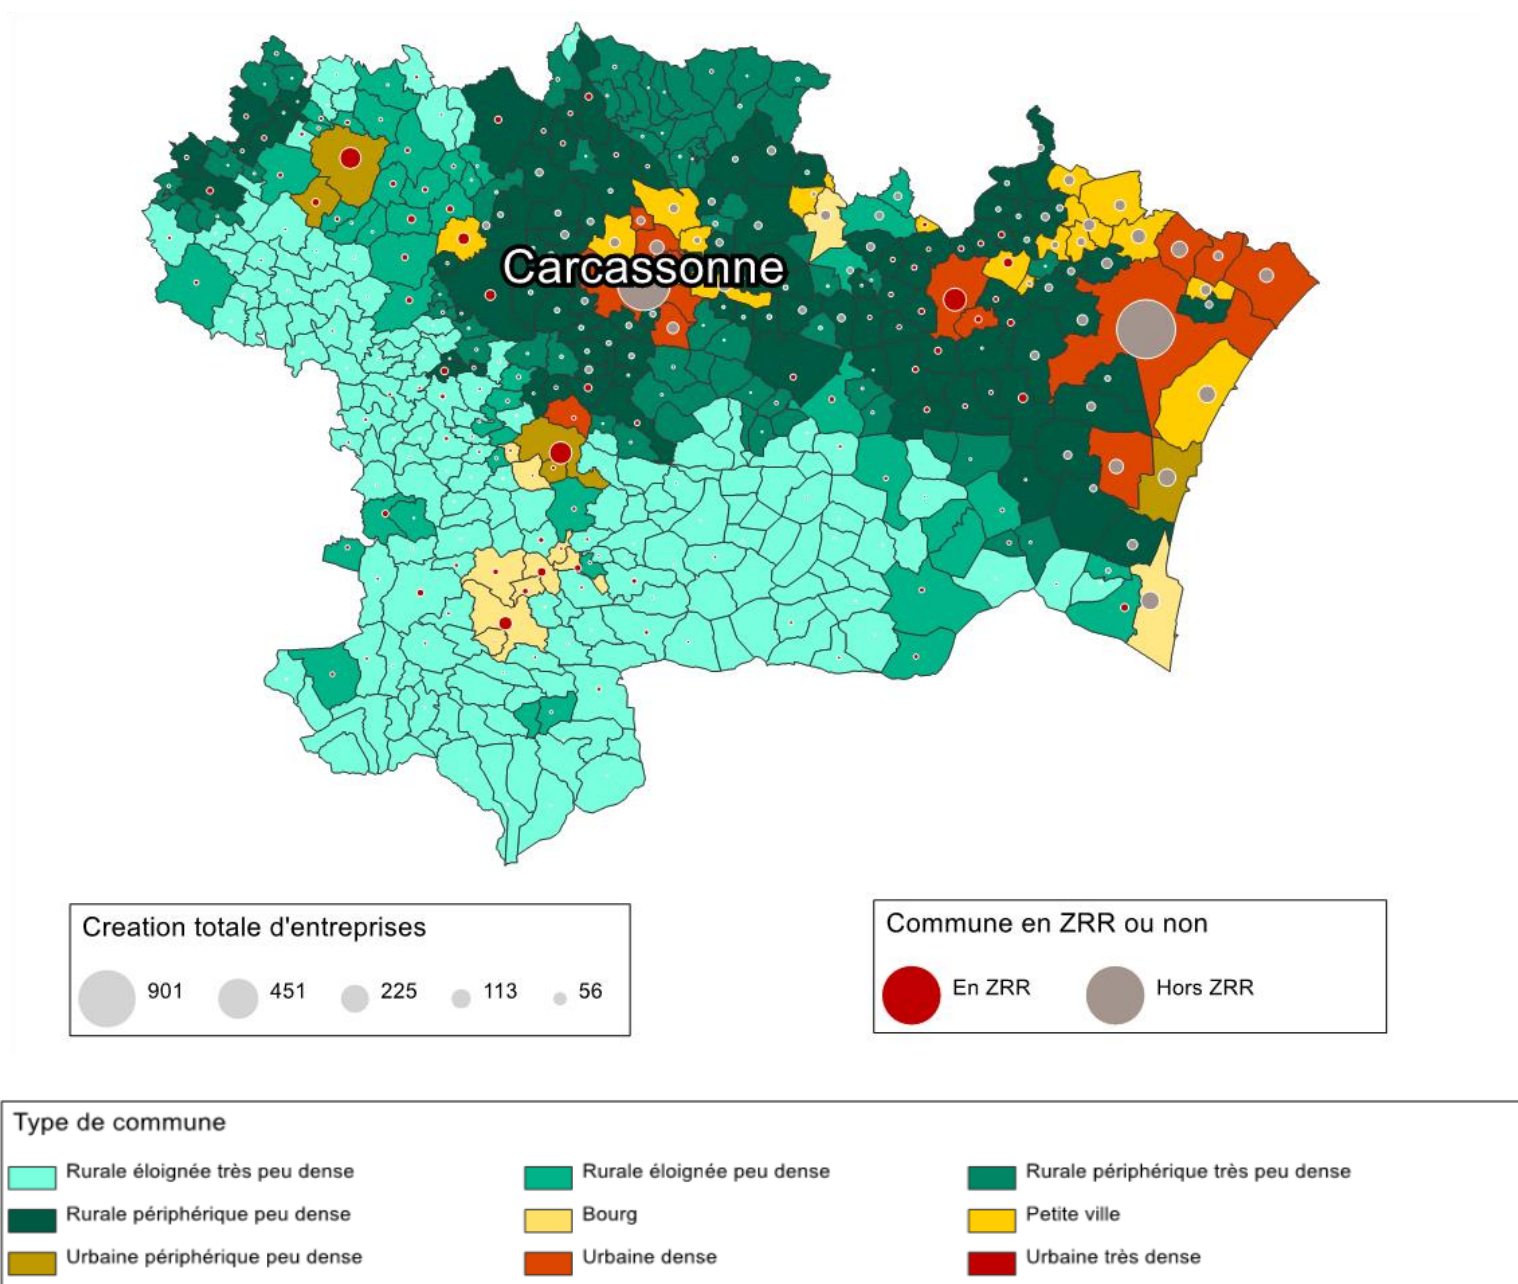 Carcassonne
Creation totale d'entreprises
901 451 225 113 56
Commune en ZRR ou non
En ZRR Hors ZRR
Type de commune
Rurale éloignée très peu dense Rurale éloignée peu dense Rurale périphérique très peu dense
Rurale périphérique peu dense Bourg Petite ville
Urbaine périphérique peu dense Urbaine dense Urbaine très dense